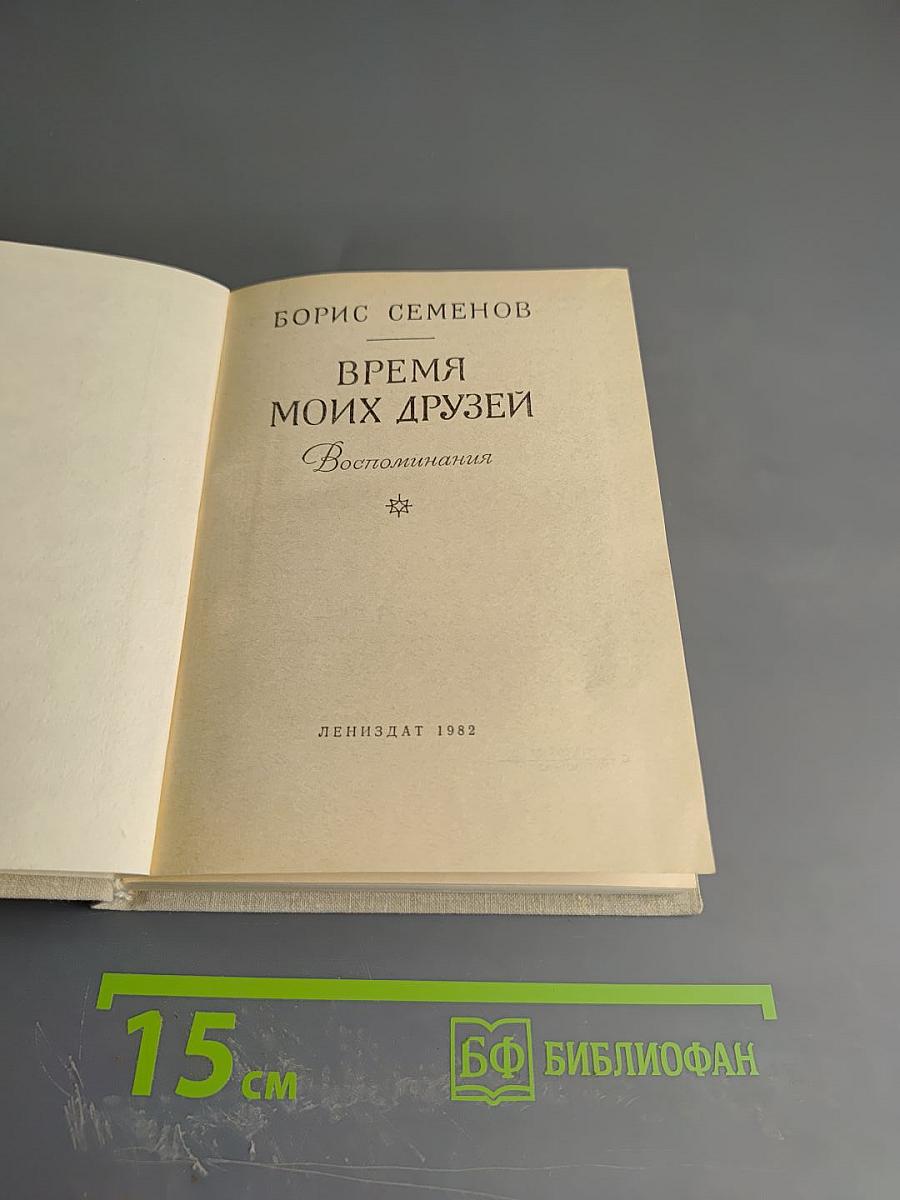 БОРИС СЕМЕНОВ
ВРЕМЯ
МОИХ ДРУЗЕЙ
Воспоминания
ЛЕНИЗДАТ 1982
15 см
БФ БИБЛИОФАН